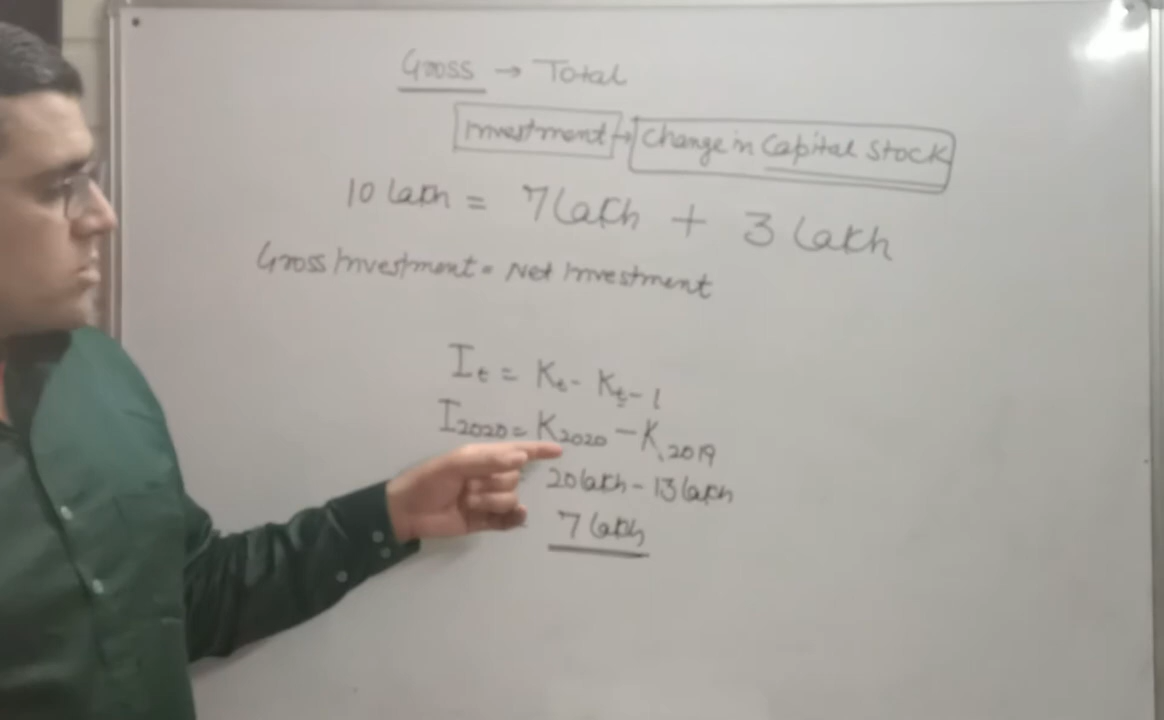 Gross → Total
Investment → Change in Capital Stock
10 Lakh = 7 Lakh + 3 Lakh
Gross Investment = Net Investment
It = Kt - Kt-1
I2020 = K2020 - K2019
20 Lakh - 13 Lakh
7 Lakh